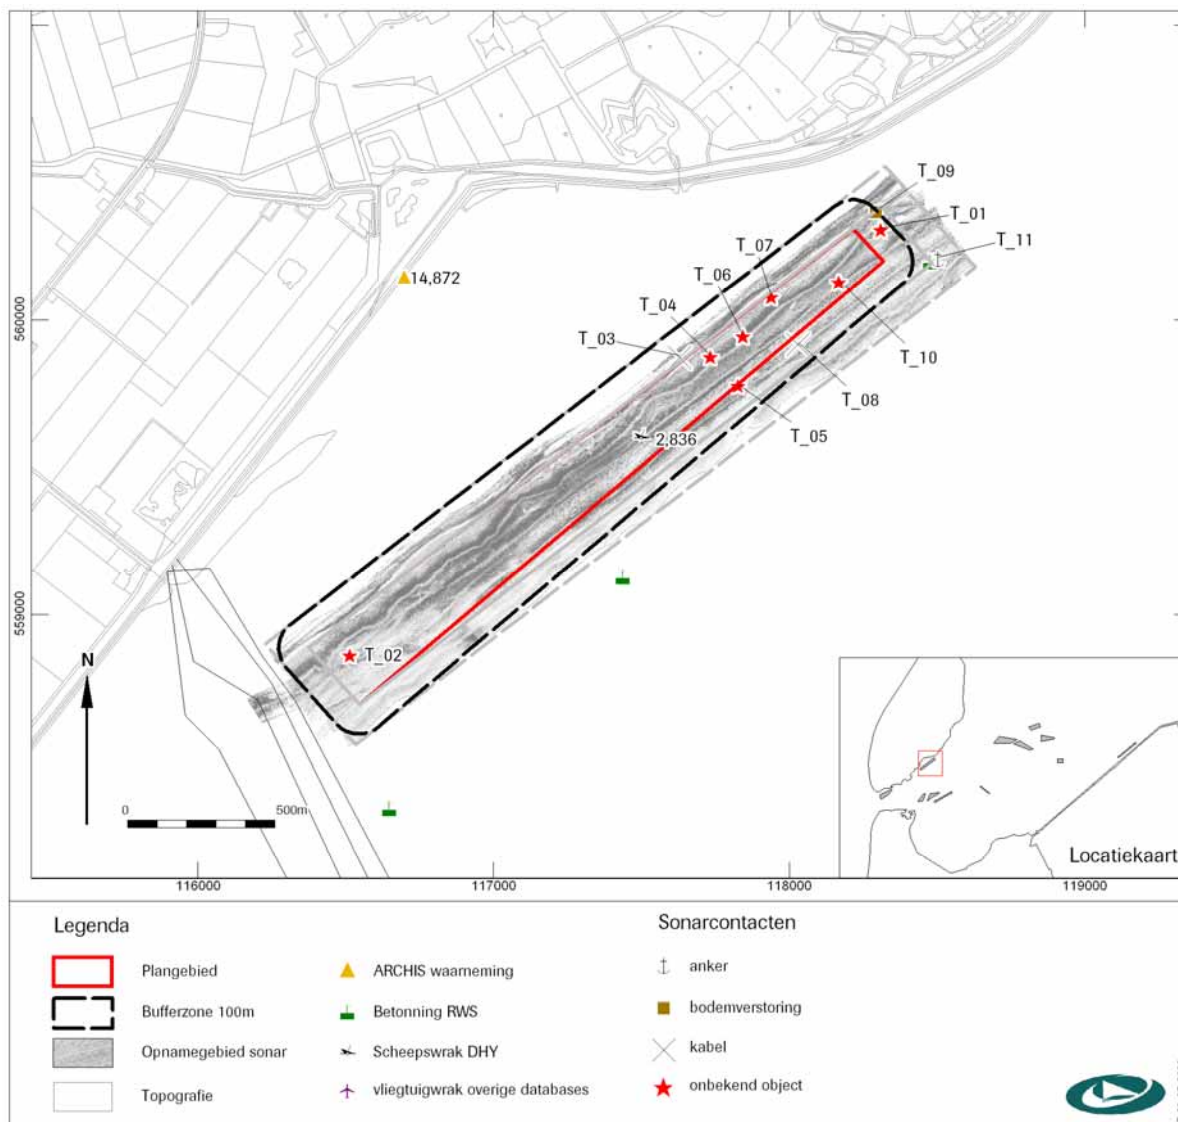 T_09
T_01
T_11
T_07
T_06
T_04
T_03
T_10
T_08
T_05
14,872
2,836
T_02
560000
559000
N
0 500m
116000 117000 118000 119000
Locatiekaart
Legenda
Plangebied
Bufferzone 100m
Opnamegebied sonar
Topografie
ARCHIS waarneming
Betonning RWS
Scheepswrak DHY
vliegtuigwrak overige databases
Sonarcontacten
anker
bodemverstoring
kabel
onbekend object